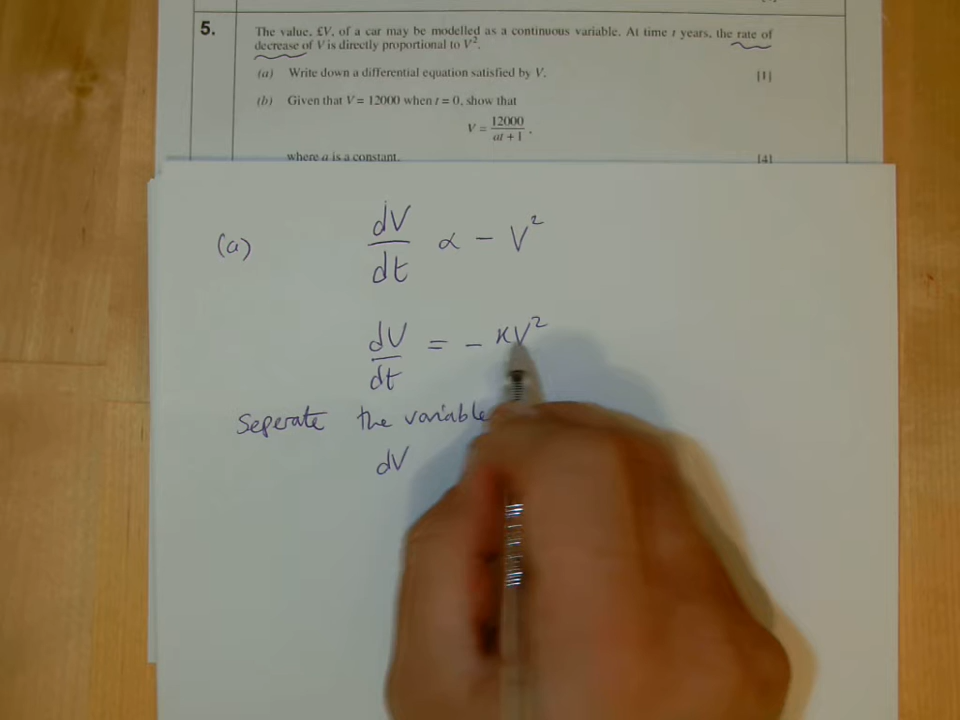 5. The value, £V, of a car may be modelled as a continuous variable. At time t years, the rate of
decrease of V is directly proportional to V².
(a) Write down a differential equation satisfied by V. [1]
(b) Given that V = 12000 when t = 0, show that
V = 12000 / (at + 1) ,
where a is a constant. [4]
(a) dV/dt ∝ − V²
dV/dt = − KV²
Seperate the variable
dV